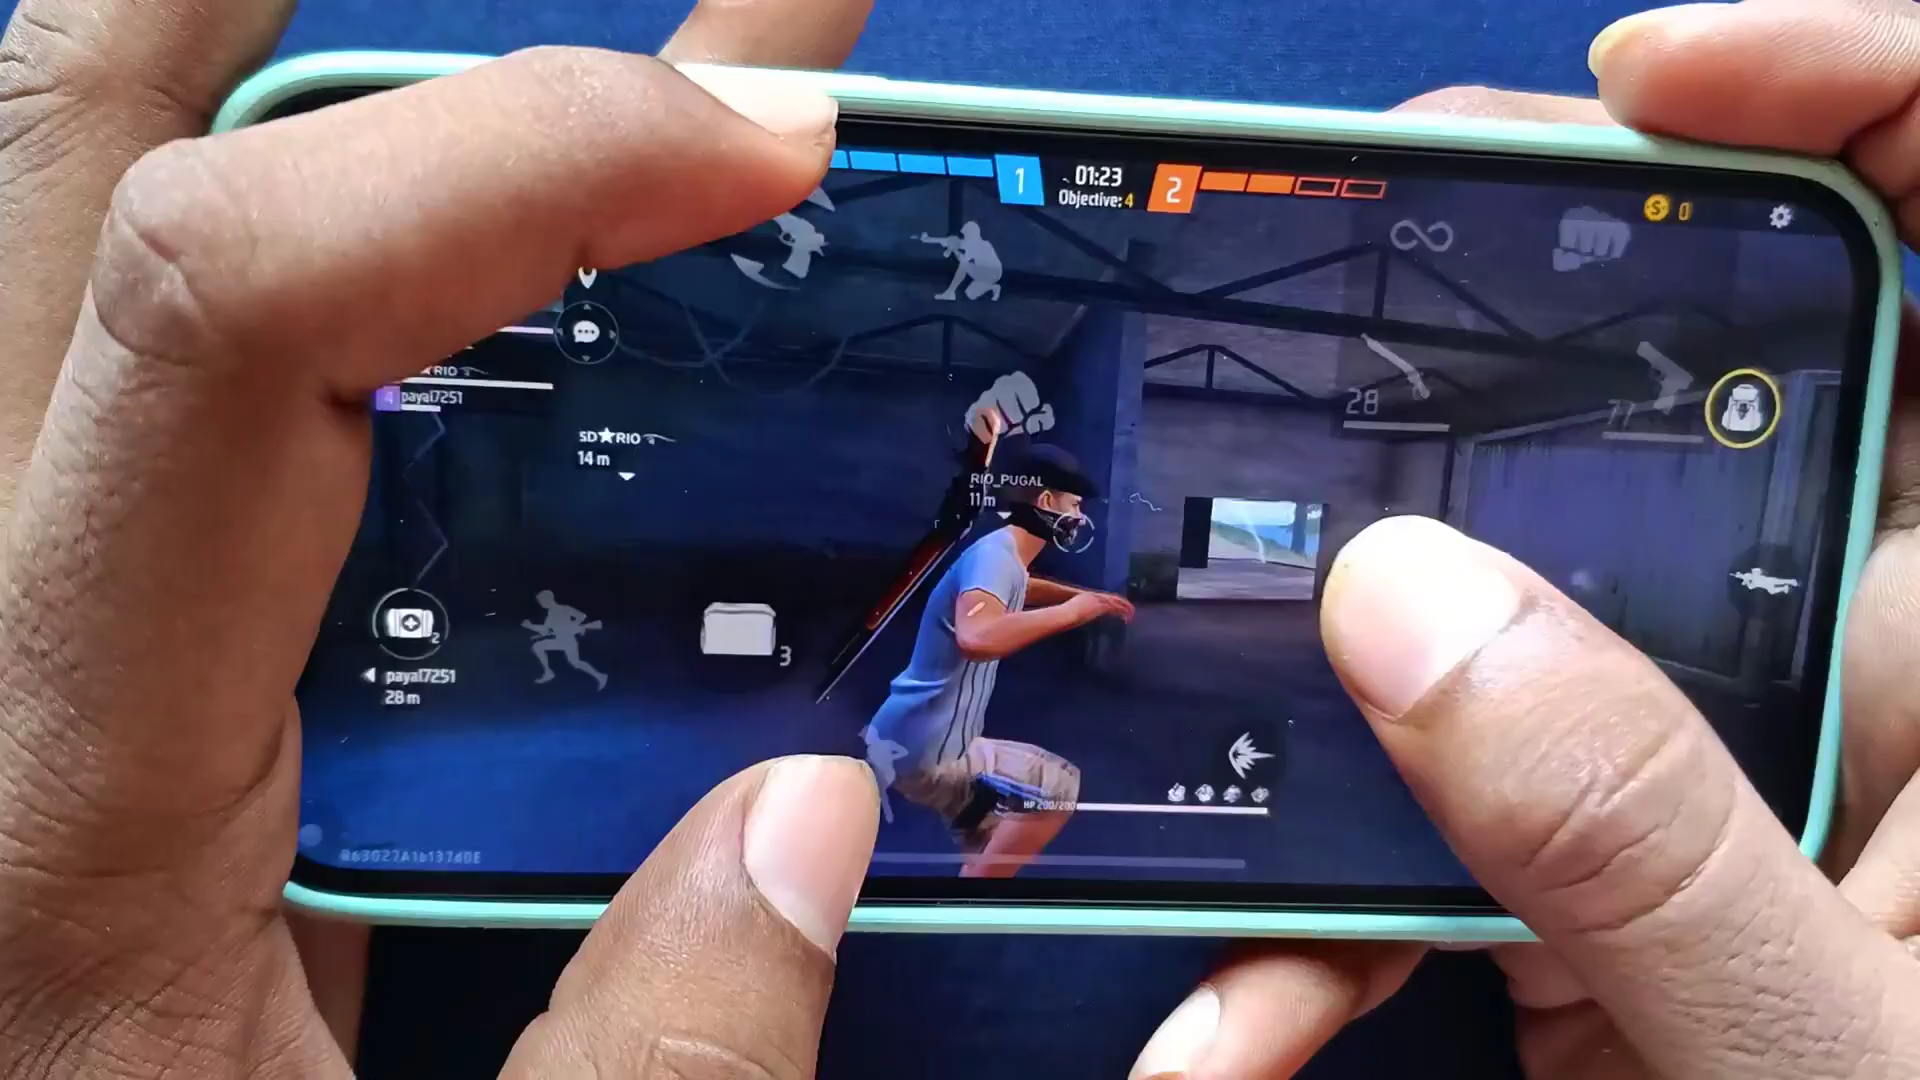 1
01:23
Objective: 4
2
0
RIO
4 payal7251
SD★RIO
14 m
RIO_PUGAL
11 m
28
2
3
payal7251
28 m
HP 200/200